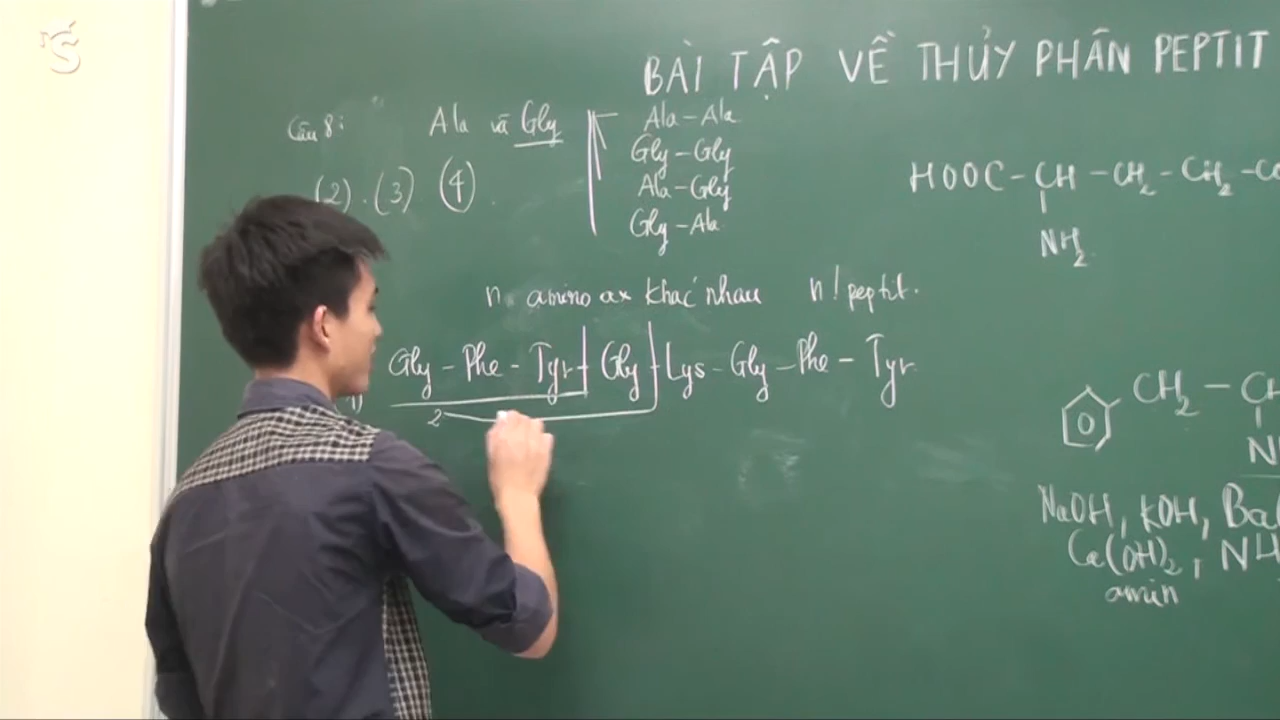 BÀI TẬP VỀ THỦY PHÂN PEPTIT
Câu 8:
Ala và Gly
(2). (3) (4).
Ala-Ala
Gly-Gly
Ala-Gly
Gly-Ala
HOOC-CH-CH2-CH2-CO
NH2
n amino ax khác nhau n! peptit.
Gly-Phe-Tyr-Gly-Lys-Gly-Phe-Tyr
1)
2
CH2-CH
N
NaOH, KOH, Ba(
Ca(OH)2, NH
amin
S